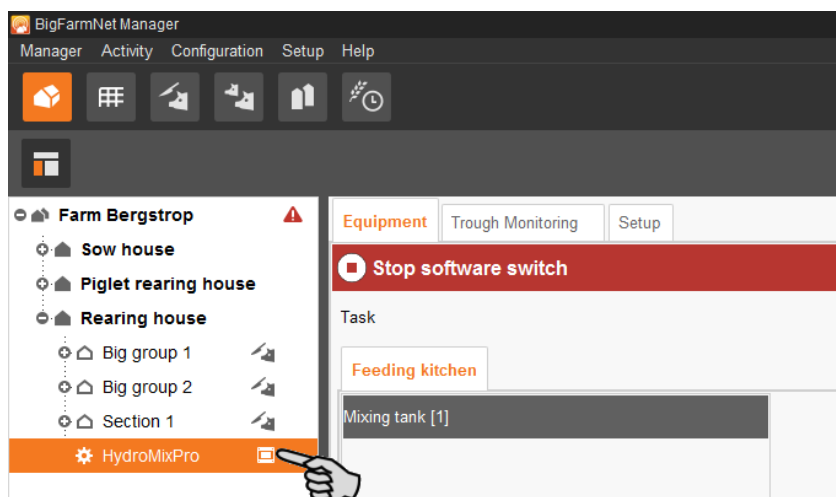 BigFarmNet Manager
Manager Activity Configuration Setup Help
Farm Bergstrop
Sow house
Piglet rearing house
Rearing house
Big group 1
Big group 2
Section 1
HydroMixPro
Equipment Trough Monitoring Setup
Stop software switch
Task
Feeding kitchen
Mixing tank [1]